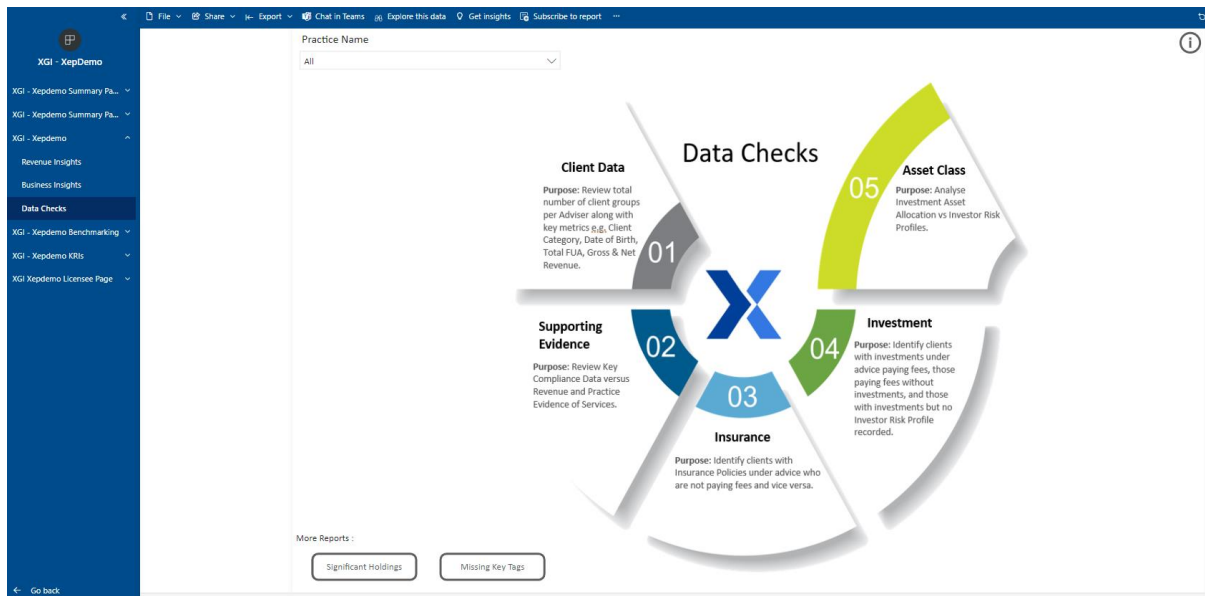 File
Share
Export
Chat in Teams
Explore this data
Get insights
Subscribe to report
XGI - XepDemo
XGI - Xepdemo Summary Pa...
XGI - Xepdemo Summary Pa...
XGI - Xepdemo
Revenue Insights
Business Insights
Data Checks
XGI - Xepdemo Benchmarking
XGI - Xepdemo KRIs
XGI Xepdemo Licensee Page
Go back
Practice Name
All
Data Checks
Client Data
Purpose: Review total
number of client groups
per Adviser along with
key metrics e.g. Client
Category, Date of Birth,
Total FUA, Gross & Net
Revenue.
01
Supporting
Evidence
Purpose: Review Key
Compliance Data versus
Revenue and Practice
Evidence of Services.
02
03
Insurance
Purpose: Identify clients with
Insurance Policies under advice who
are not paying fees and vice versa.
04
Investment
Purpose: Identify clients
with investments under
advice paying fees, those
paying fees without
investments, and those
with investments but no
Investor Risk Profile
recorded.
05
Asset Class
Purpose: Analyse
Investment Asset
Allocation vs Investor Risk
Profiles.
More Reports :
Significant Holdings
Missing Key Tags